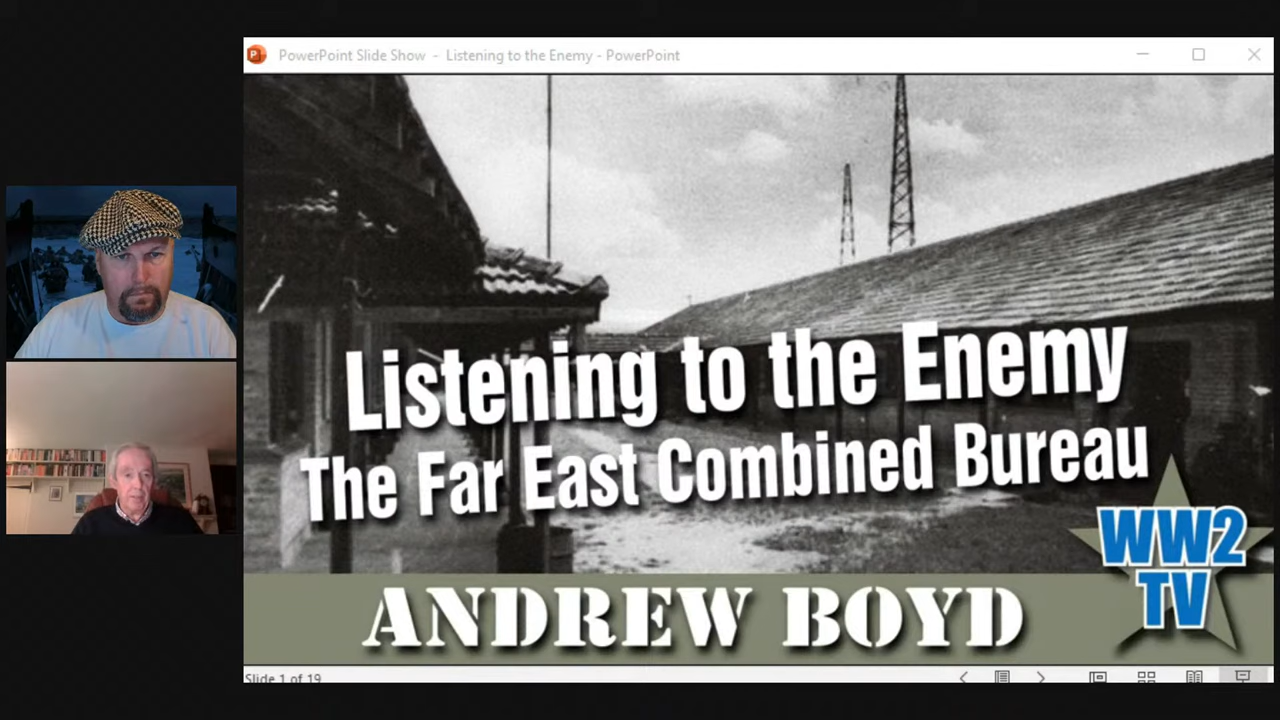 PowerPoint Slide Show - Listening to the Enemy - PowerPoint
Listening to the Enemy
The Far East Combined Bureau
WW2
TV
ANDREW BOYD
Slide 1 of 19